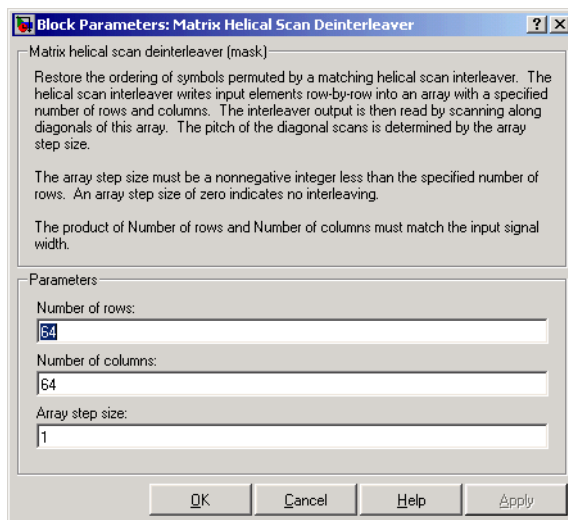 Block Parameters: Matrix Helical Scan Deinterleaver
Matrix helical scan deinterleaver (mask)
Restore the ordering of symbols permuted by a matching helical scan interleaver. The
helical scan interleaver writes input elements row-by-row into an array with a specified
number of rows and columns. The interleaver output is then read by scanning along
diagonals of this array. The pitch of the diagonal scans is determined by the array
step size.
The array step size must be a nonnegative integer less than the specified number of
rows. An array step size of zero indicates no interleaving.
The product of Number of rows and Number of columns must match the input signal
width.
Parameters
Number of rows:
64
Number of columns:
64
Array step size:
1
OK Cancel Help Apply